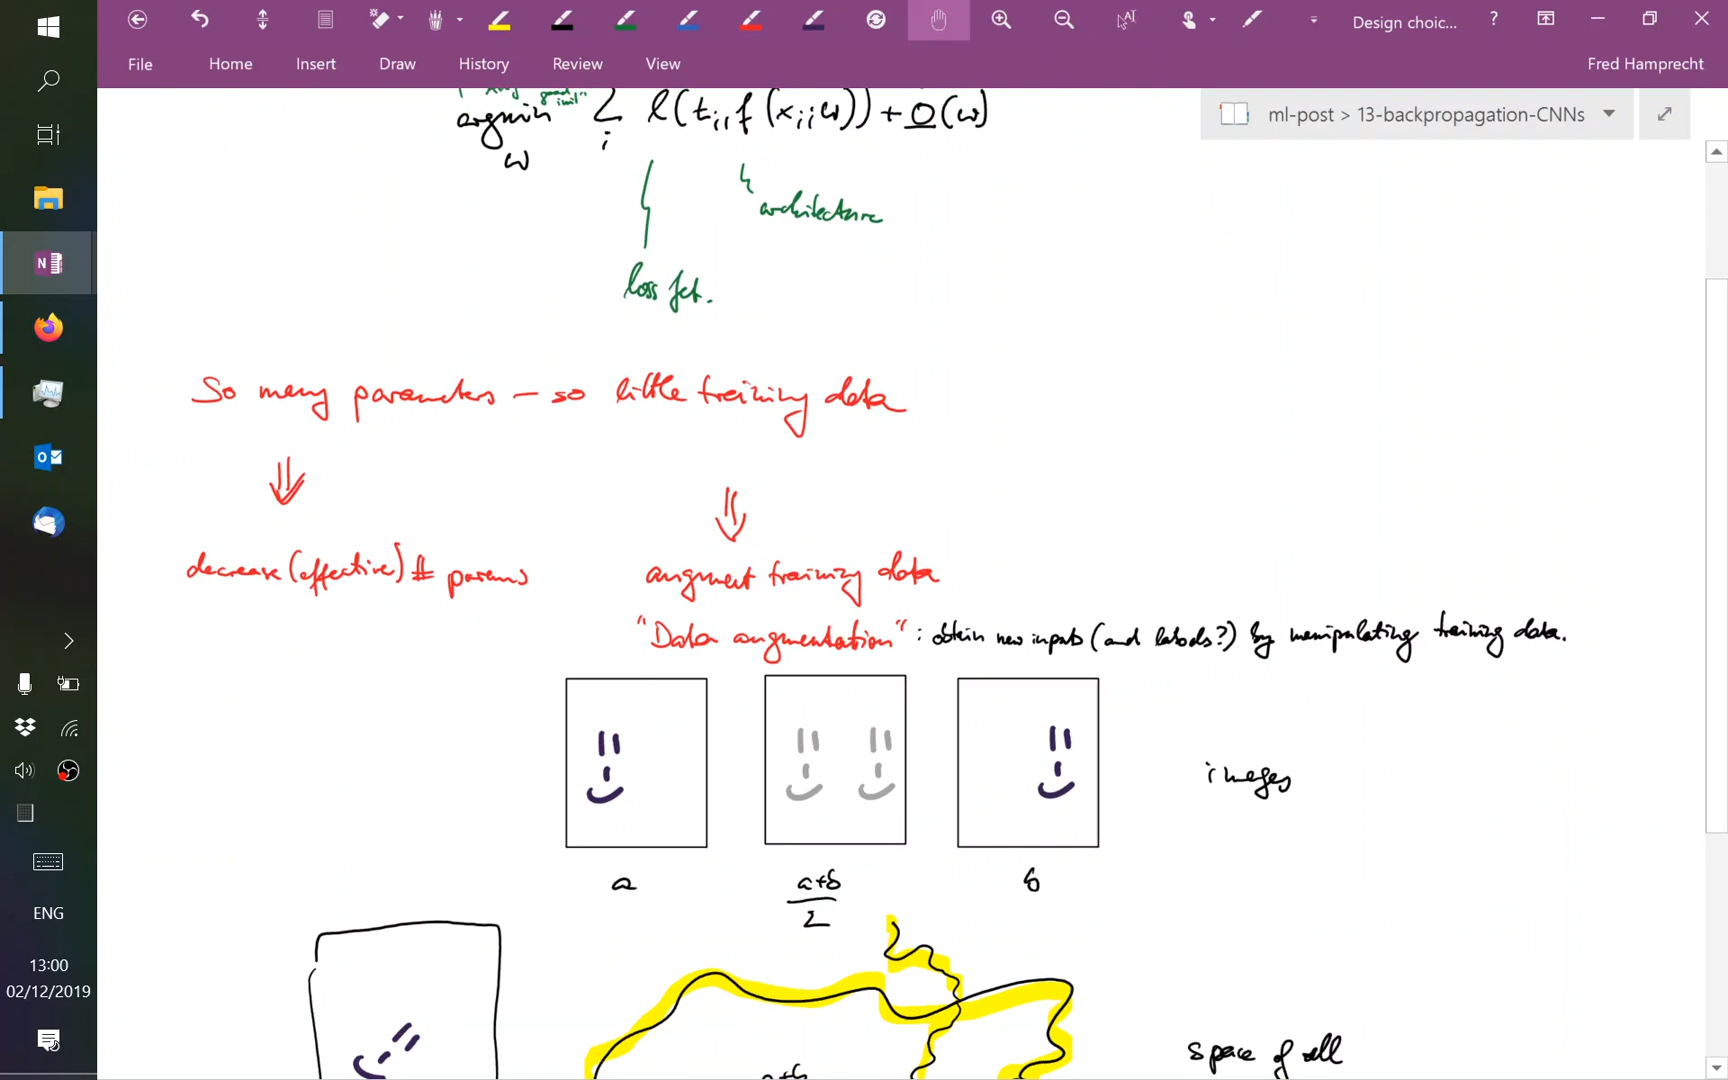 Design choic...
?
File
Home
Insert
Draw
History
Review
View
Fred Hamprecht
ml-post > 13-backpropagation-CNNs
argmin Σ l(t_i, f(x_i; w)) + Ω(w)
w i
architecture
loss fct.
So many parameters – so little training data
⇓ ⇓
decrease (effective) # params
augment training data
"Data augmentation" : obtain new inputs (and labels?) by manipulating training data.
images
a
a+b
2
b
space of all
a+b
ENG
13:00
02/12/2019